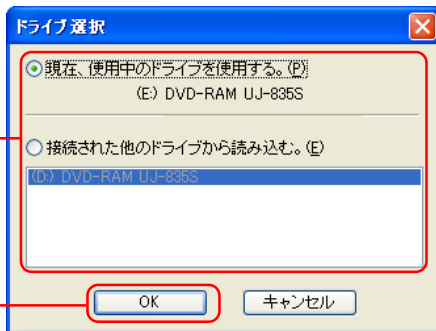 ドライブ選択
現在、使用中のドライブを使用する。(P)
(E:) DVD-RAM UJ-835S
接続された他のドライブから読み込む。(E)
(D:) DVD-RAM UJ-835S
OK
キャンセル